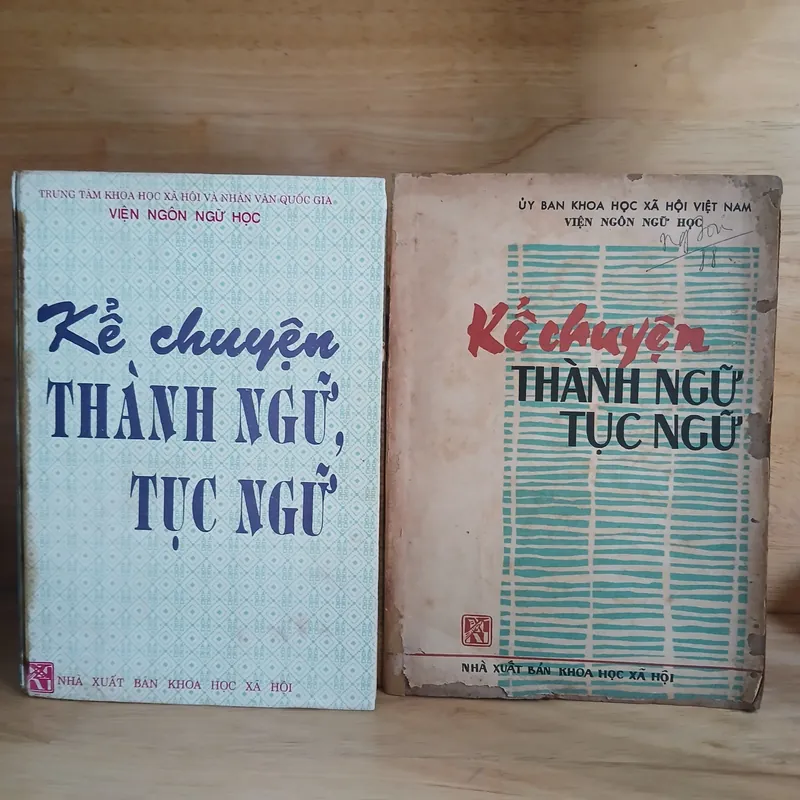 TRUNG TÂM KHOA HỌC XÃ HỘI VÀ NHÂN VĂN QUỐC GIA
VIỆN NGÔN NGỮ HỌC
Kể chuyện
THÀNH NGỮ,
TỤC NGỮ
NHÀ XUẤT BẢN KHOA HỌC XÃ HỘI
ỦY BAN KHOA HỌC XÃ HỘI VIỆT NAM
VIỆN NGÔN NGỮ HỌC
Kể chuyện
THÀNH NGỮ
TỤC NGỮ
NHÀ XUẤT BẢN KHOA HỌC XÃ HỘI